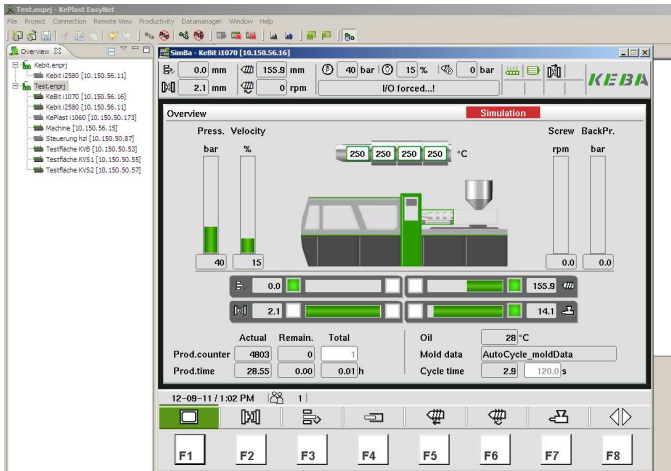 Test.enprj - KePlast EasyNet
File Project Connection Remote View Productivity Datamanager Window Help
Overview
Kebit.enprj
Kebit i2580 [10.150.56.11]
Test.enprj
KeBit i1070 [10.150.56.16]
Kebit i2580 [10.150.56.11]
KePlast i1060 [10.150.50.173]
Machine [10.150.56.15]
Steuerung hzl [10.150.50.87]
Testfläche KVB [10.150.50.53]
Testfläche KVS1 [10.150.50.55]
Testfläche KVS2 [10.150.50.57]
SimBa - KeBit i1070 [10.150.56.16]
0.0 mm 155.9 mm 40 bar 15 % 0 bar
2.1 mm 0 rpm I/O forced...!
KEBA
Overview Simulation
Press. Velocity Screw BackPr.
bar % 250 250 250 250 °C rpm bar
40 15 0.0 0.0
0.0 155.9
2.1 14.1
Actual Remain. Total Oil 28 °C
Prod.counter 4803 0 1 Mold data AutoCycle_moldData
Prod.time 28.55 0.00 0.01 h Cycle time 2.9 120.0 s
12-09-11 / 1:02 PM 1
F1 F2 F3 F4 F5 F6 F7 F8